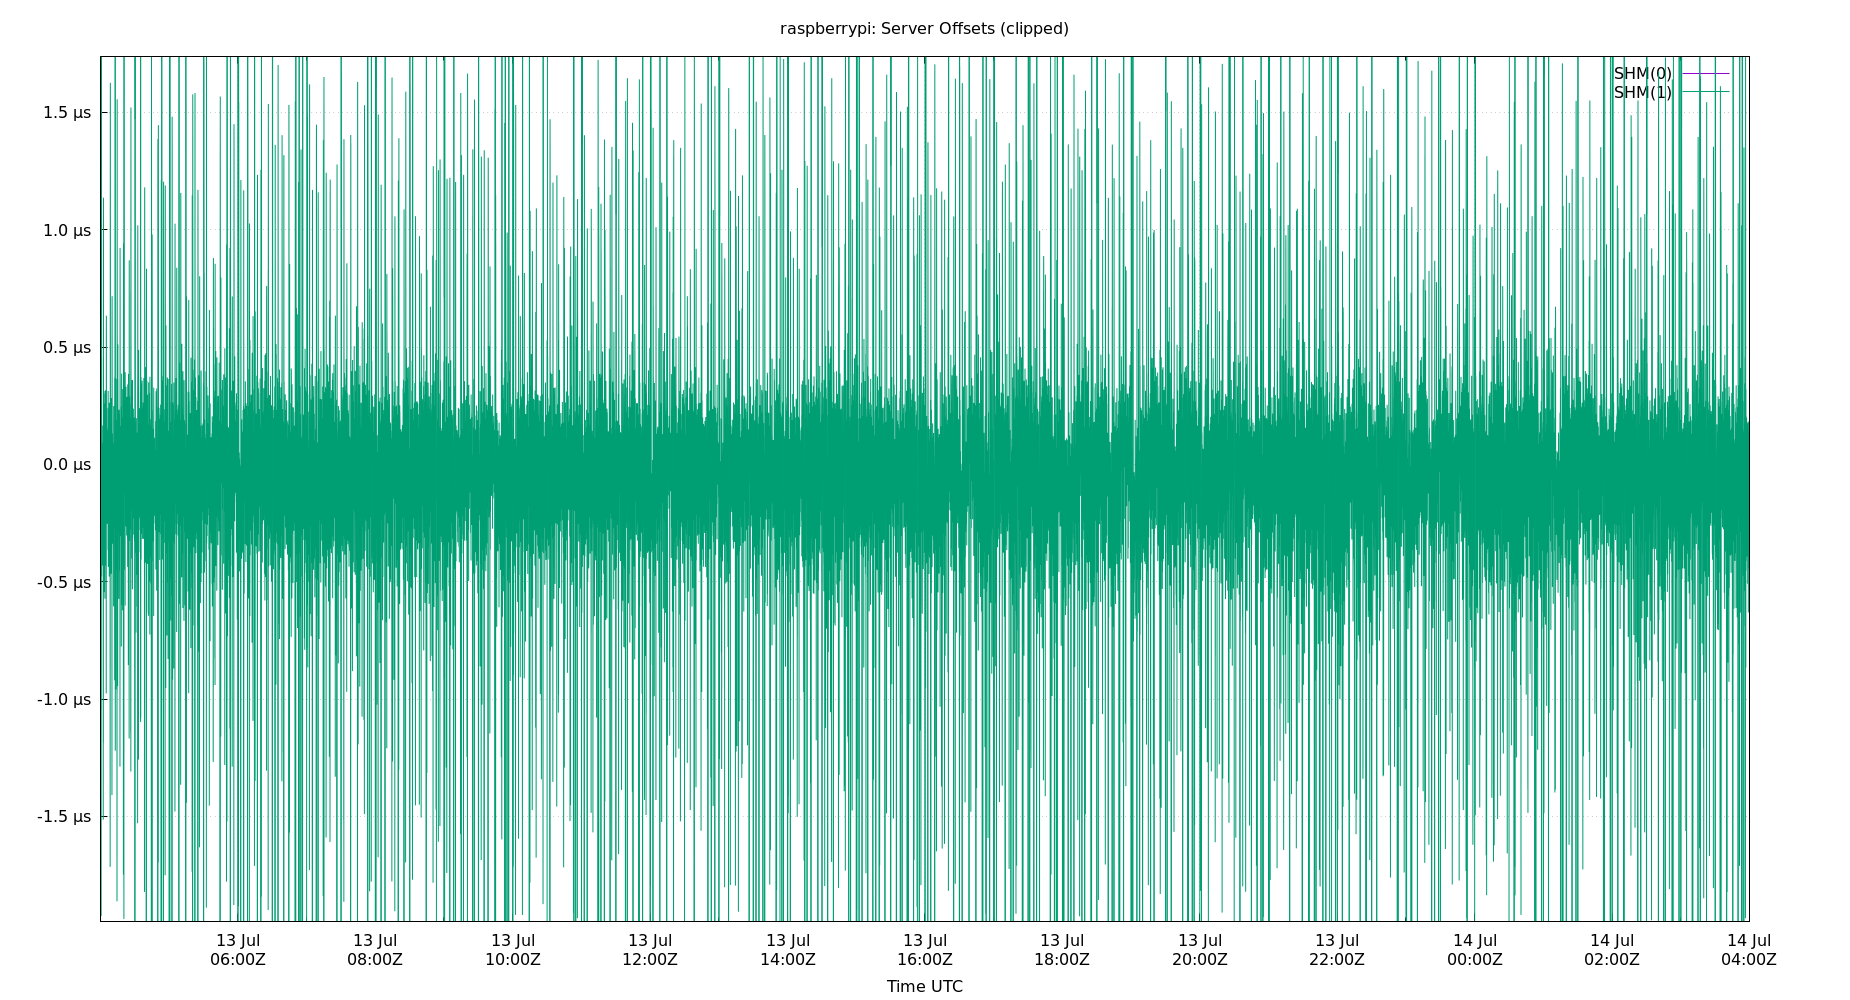 raspberrypi: Server Offsets (clipped)
SHM(0)
SHM(1)
1.5 µs
1.0 µs
0.5 µs
0.0 µs
-0.5 µs
-1.0 µs
-1.5 µs
13 Jul 13 Jul 13 Jul 13 Jul 13 Jul 13 Jul 13 Jul 13 Jul 13 Jul 14 Jul 14 Jul 14 Jul
06:00Z 08:00Z 10:00Z 12:00Z 14:00Z 16:00Z 18:00Z 20:00Z 22:00Z 00:00Z 02:00Z 04:00Z
Time UTC